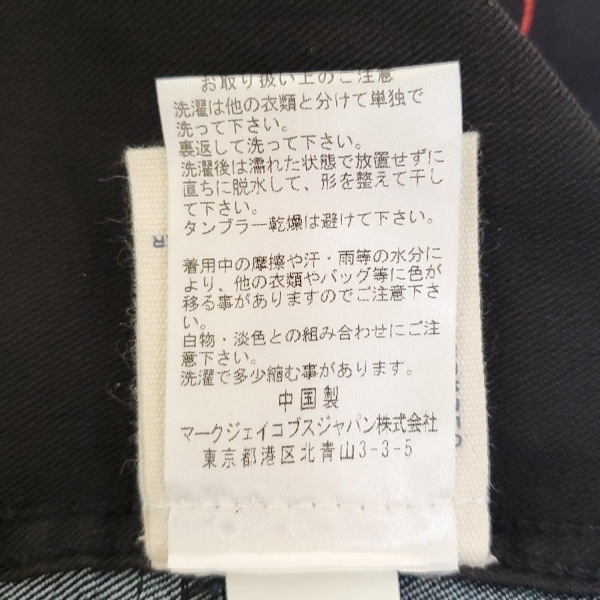 お取り扱い上のご注意
洗濯は他の衣類と分けて単独で
洗って下さい。
裏返して洗って下さい。
洗濯後は濡れた状態で放置せずに
直ちに脱水して、形を整えて干し
て下さい。
タンブラー乾燥は避けて下さい。
着用中の摩擦や汗・雨等の水分に
より、他の衣類やバッグ等に色が
移る事がありますのでご注意下さ
い。
白物・淡色との組み合わせにご注
意下さい。
洗濯で多少縮む事があります。
中国製
マークジェイコブスジャパン株式会社
東京都港区北青山3-3-5